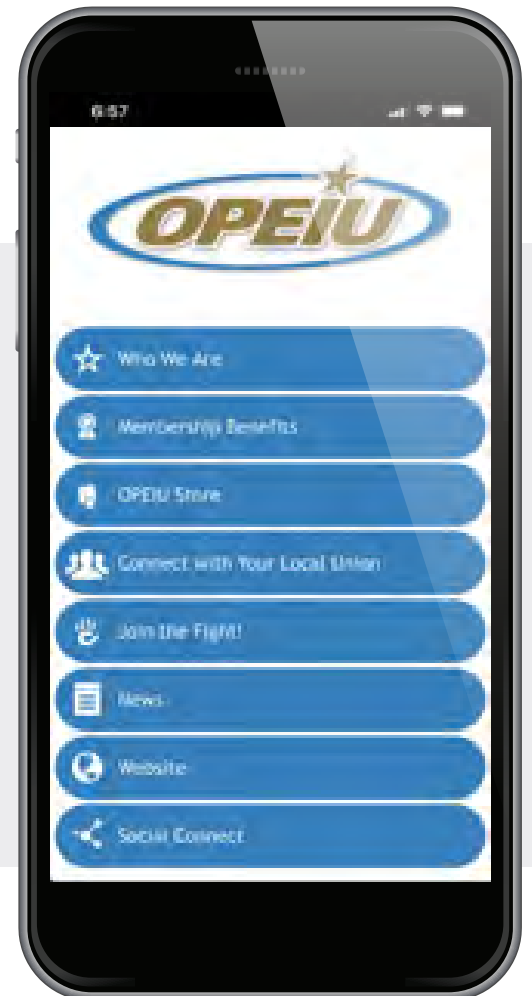 6:57
OPEIU
Who We Are
Membership Benefits
OPEIU Store
Connect with Your Local Union
Join the Fight!
News
Website
Social Connect